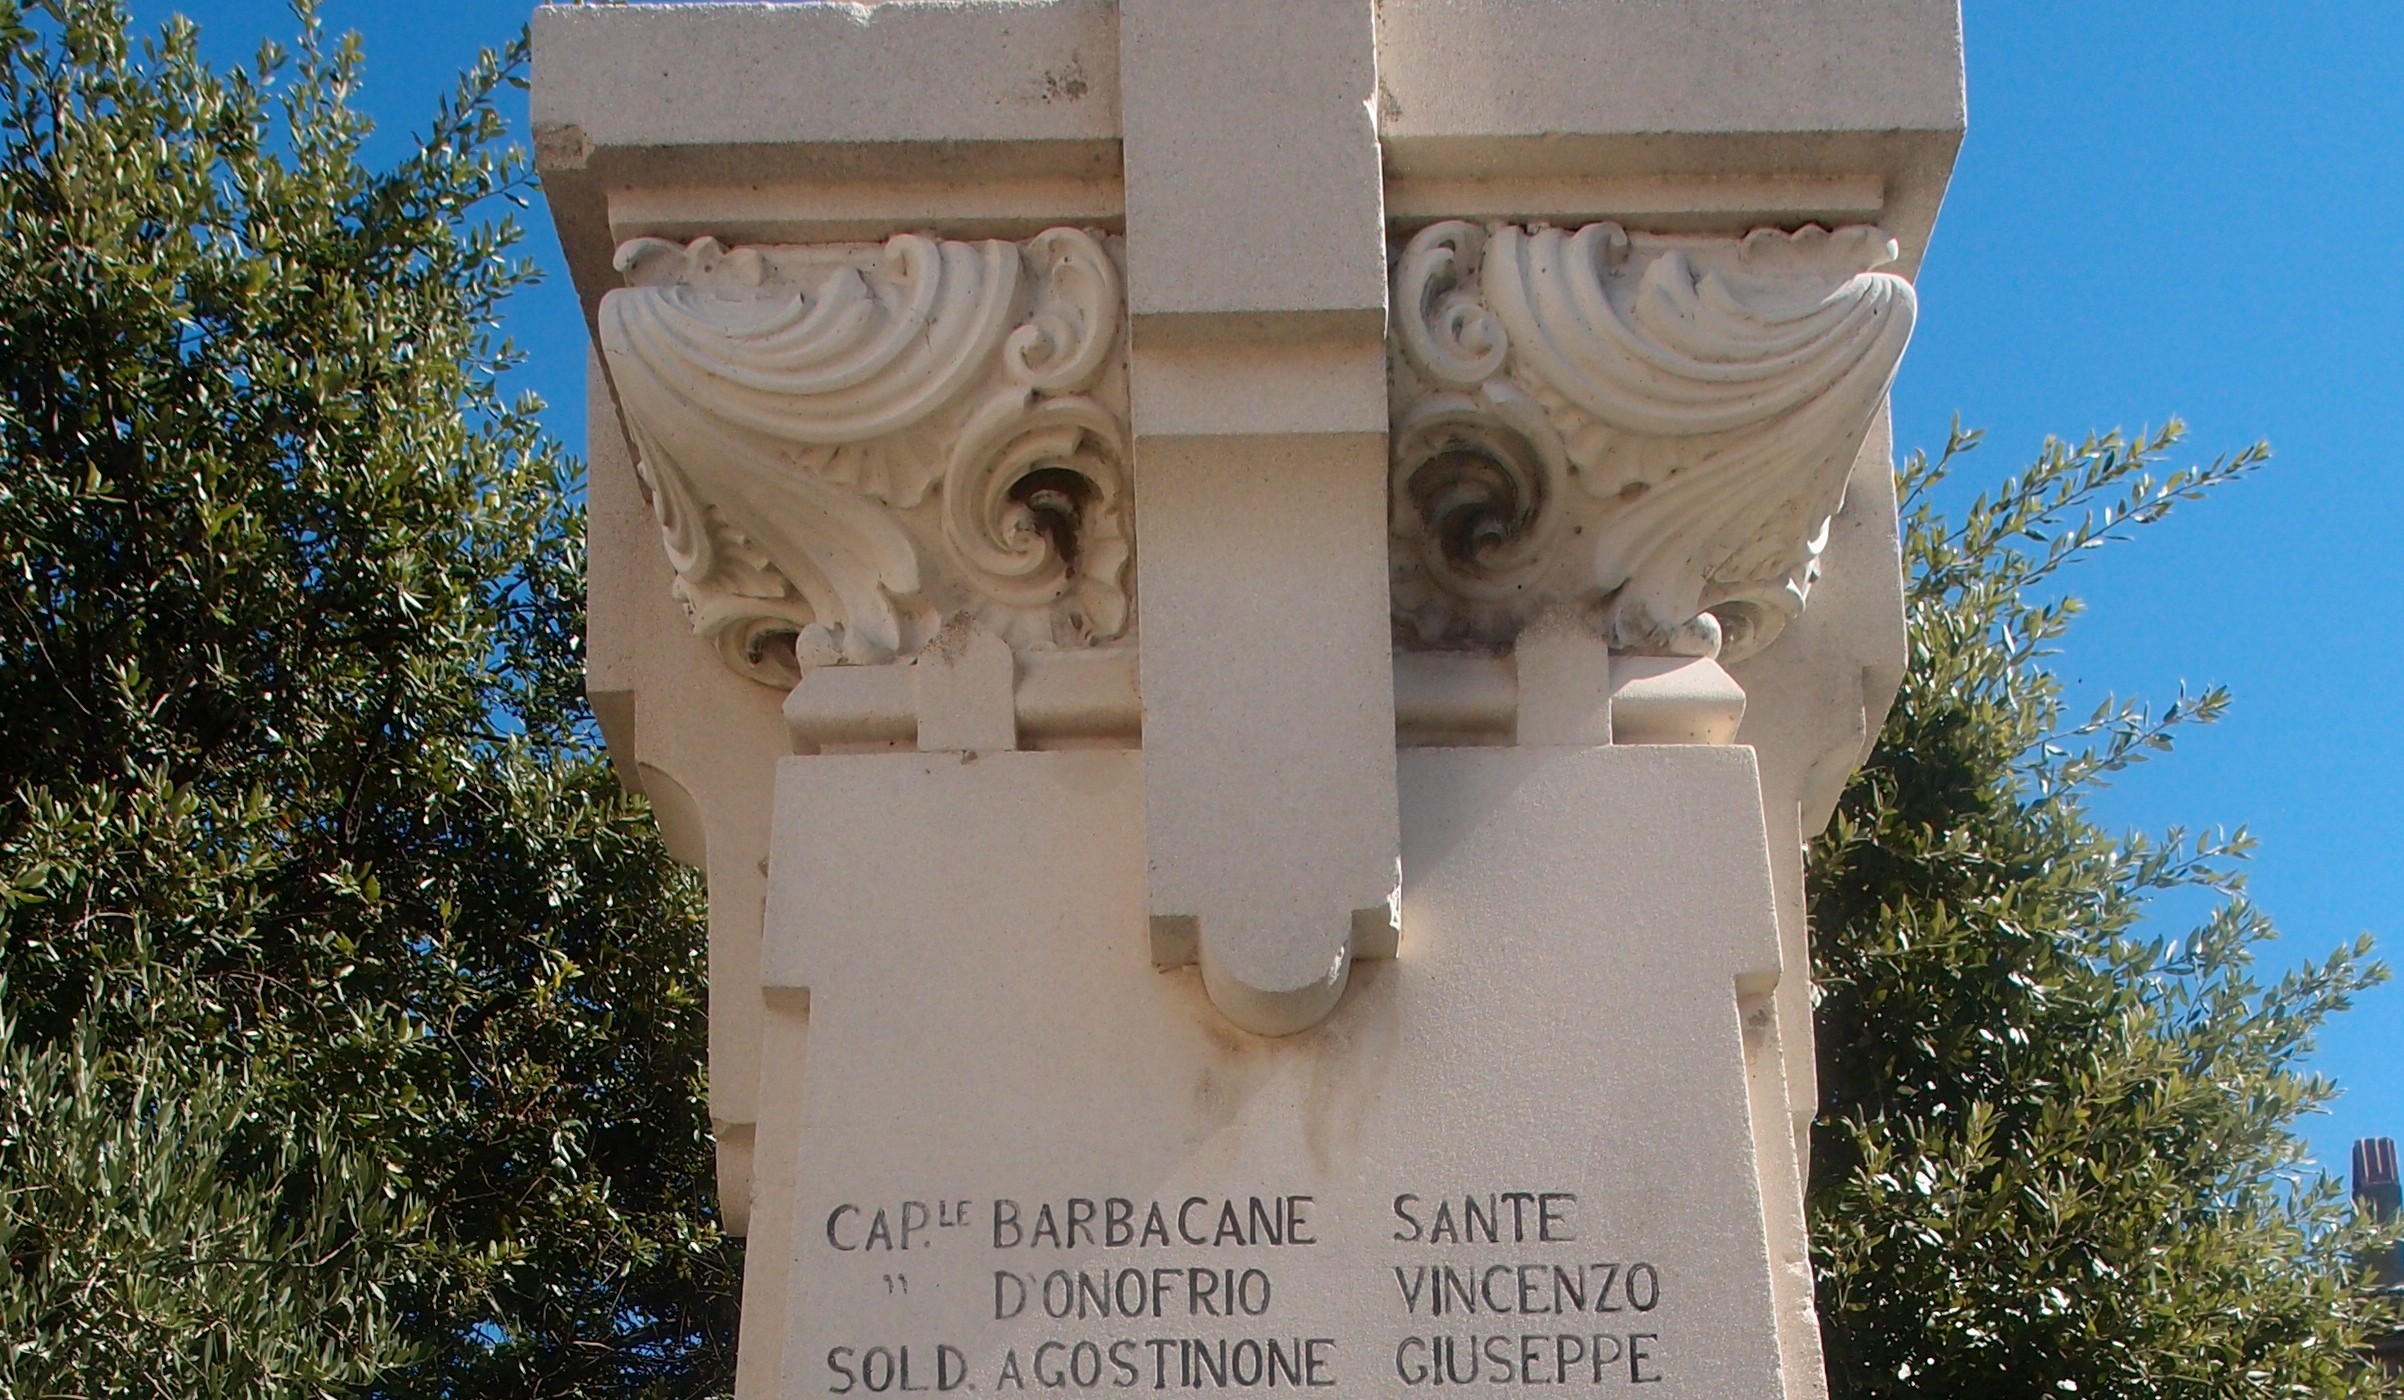 CAP.LE BARBACANE SANTE
" D'ONOFRIO VINCENZO
SOLD. AGOSTINONE GIUSEPPE